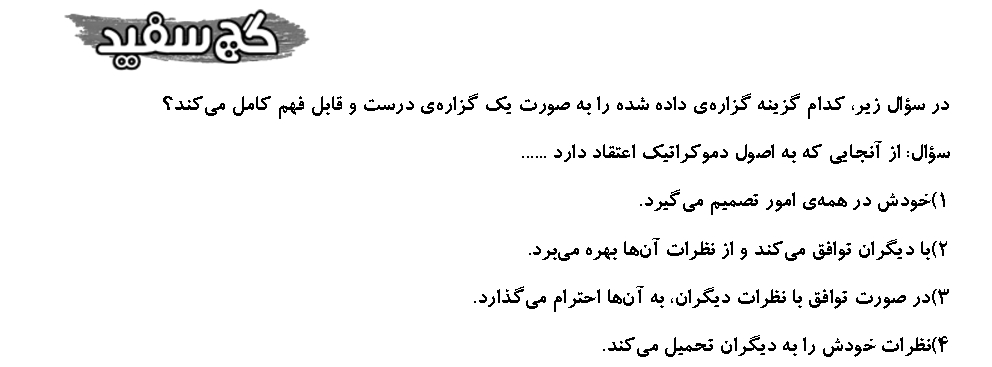 گچ سفید
در سؤال زیر، کدام گزینه گزاره‌ی داده شده را به صورت یک گزاره‌ی درست و قابل فهم کامل می‌کند؟
سؤال: از آنجایی که به اصول دموکراتیک اعتقاد دارد ......
۱)خودش در همه‌ی امور تصمیم می‌گیرد.
۲)با دیگران توافق می‌کند و از نظرات آن‌ها بهره می‌برد.
۳)در صورت توافق با نظرات دیگران، به آن‌ها احترام می‌گذارد.
۴)نظرات خودش را به دیگران تحمیل می‌کند.